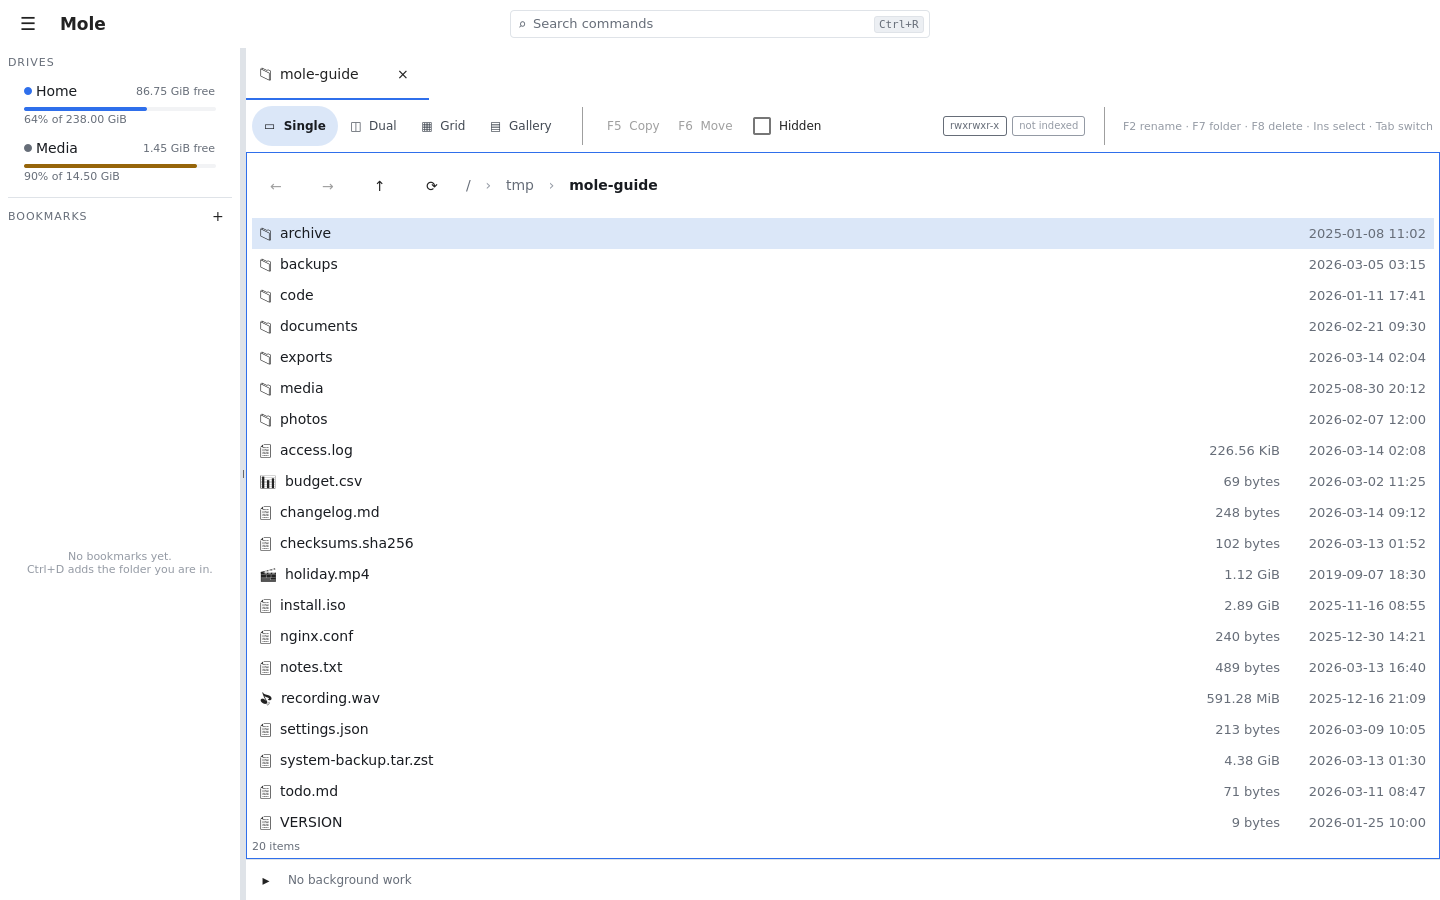 ☰ Mole
⌕ Search commands Ctrl+R
DRIVES
Home 86.75 GiB free
64% of 238.00 GiB
Media 1.45 GiB free
90% of 14.50 GiB
BOOKMARKS +
No bookmarks yet.
Ctrl+D adds the folder you are in.
mole-guide ✕
Single Dual Grid Gallery F5 Copy F6 Move Hidden rwxrwxr-x not indexed F2 rename · F7 folder · F8 delete · Ins select · Tab switch
← → ↑ ⟳ / › tmp › mole-guide
archive 2025-01-08 11:02
backups 2026-03-05 03:15
code 2026-01-11 17:41
documents 2026-02-21 09:30
exports 2026-03-14 02:04
media 2025-08-30 20:12
photos 2026-02-07 12:00
access.log 226.56 KiB 2026-03-14 02:08
budget.csv 69 bytes 2026-03-02 11:25
changelog.md 248 bytes 2026-03-14 09:12
checksums.sha256 102 bytes 2026-03-13 01:52
holiday.mp4 1.12 GiB 2019-09-07 18:30
install.iso 2.89 GiB 2025-11-16 08:55
nginx.conf 240 bytes 2025-12-30 14:21
notes.txt 489 bytes 2026-03-13 16:40
recording.wav 591.28 MiB 2025-12-16 21:09
settings.json 213 bytes 2026-03-09 10:05
system-backup.tar.zst 4.38 GiB 2026-03-13 01:30
todo.md 71 bytes 2026-03-11 08:47
VERSION 9 bytes 2026-01-25 10:00
20 items
▸ No background work